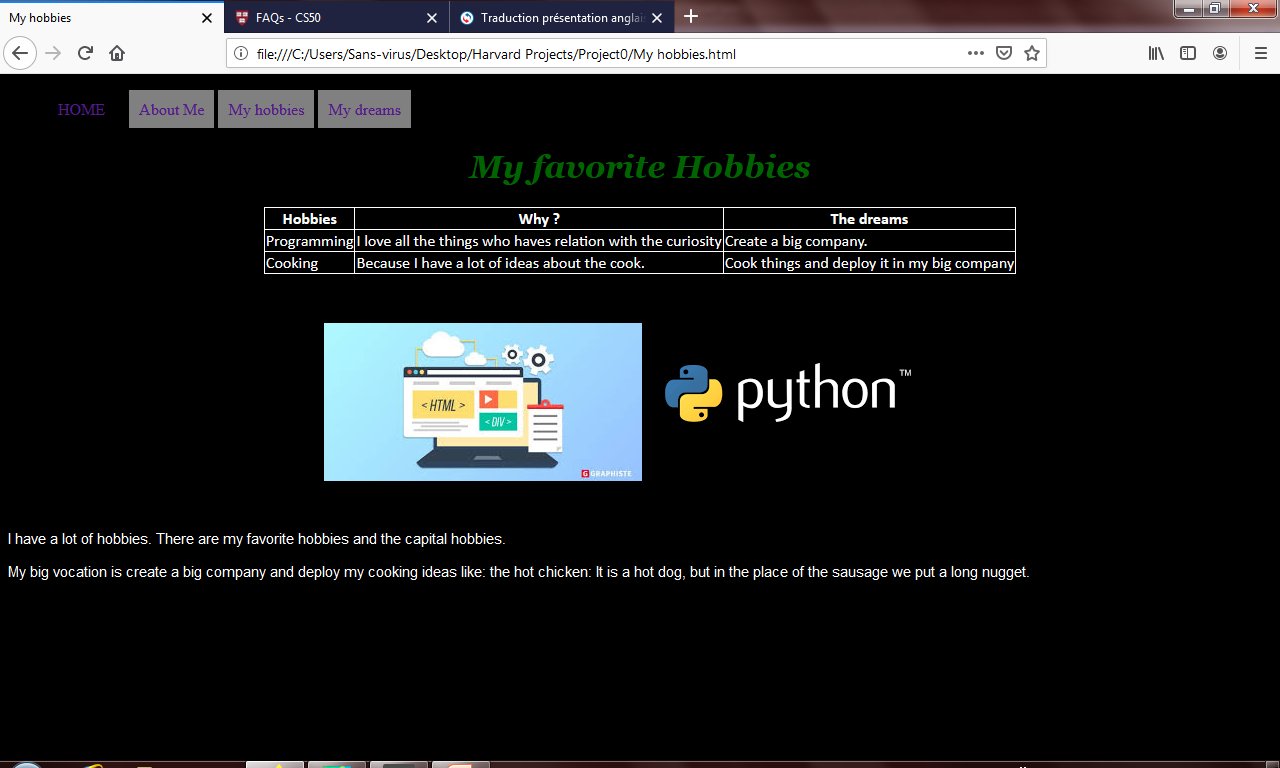 My hobbies
FAQs - CS50
Traduction présentation anglai
file:///C:/Users/Sans-virus/Desktop/Harvard Projects/Project0/My hobbies.html
HOME About Me My hobbies My dreams
My favorite Hobbies
Hobbies Why ? The dreams
Programming I love all the things who haves relation with the curiosity Create a big company.
Cooking Because I have a lot of ideas about the cook. Cook things and deploy it in my big company
< HTML >
< DIV >
G GRAPHISTE
python™
I have a lot of hobbies. There are my favorite hobbies and the capital hobbies.
My big vocation is create a big company and deploy my cooking ideas like: the hot chicken: It is a hot dog, but in the place of the sausage we put a long nugget.